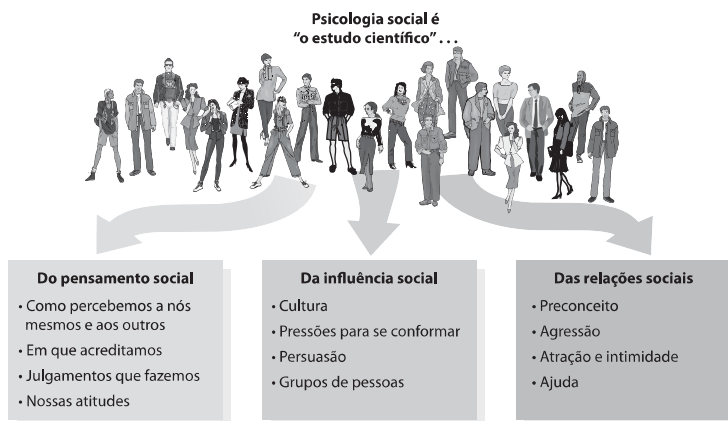 Psicologia social é
“o estudo científico”. . .
Do pensamento social
• Como percebemos a nós
mesmos e aos outros
• Em que acreditamos
• Julgamentos que fazemos
• Nossas atitudes
Da influência social
• Cultura
• Pressões para se conformar
• Persuasão
• Grupos de pessoas
Das relações sociais
• Preconceito
• Agressão
• Atração e intimidade
• Ajuda